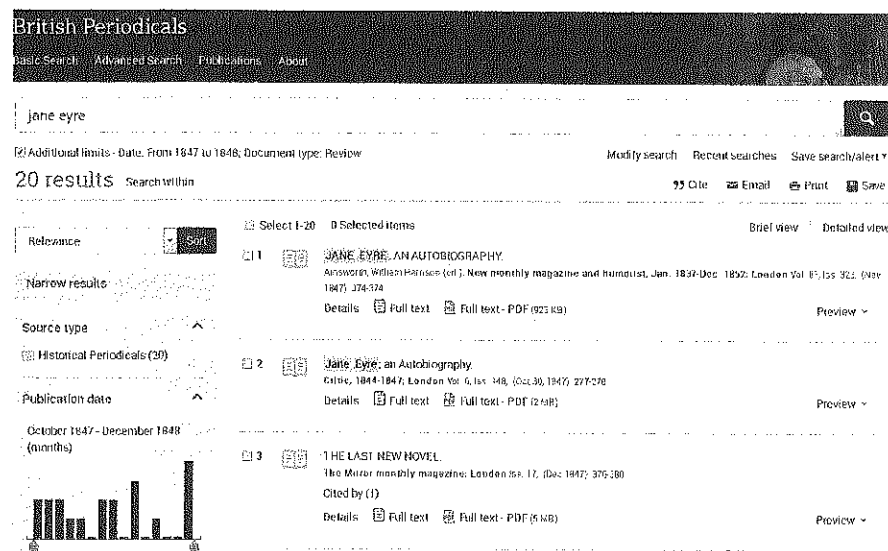 British Periodicals
Basic Search Advanced Search Publications About
jane eyre
Additional limits - Date: From 1847 to 1848; Document type: Review
Modify search Recent searches Save search/alert
20 results Search within
Cite Email Print Save
Select 1-20 0 Selected items
Brief view Detailed view
Relevance Sort
Narrow results
Source type
Historical Periodicals (20)
Publication date
October 1847 - December 1848
(months)
1 JANE EYRE. AN AUTOBIOGRAPHY.
Ainsworth, William Harrison (ed.). New monthly magazine and humorist, Jan. 1837-Dec. 1852; London Vol. Iss. 323, (Nov
1847): 374-374
Details Full text Full text - PDF (923 KB)
Preview
2 Jane Eyre; an Autobiography.
Critic, 1844-1847; London Vol. 6, Iss. 148, (Oct 30, 1847): 277-278
Details Full text Full text - PDF (2 MB)
Preview
3 THE LAST NEW NOVEL.
The Mirror monthly magazine; London Iss. 17, (Dec 1847): 376-380
Cited by (1)
Details Full text Full text - PDF (5 MB)
Preview